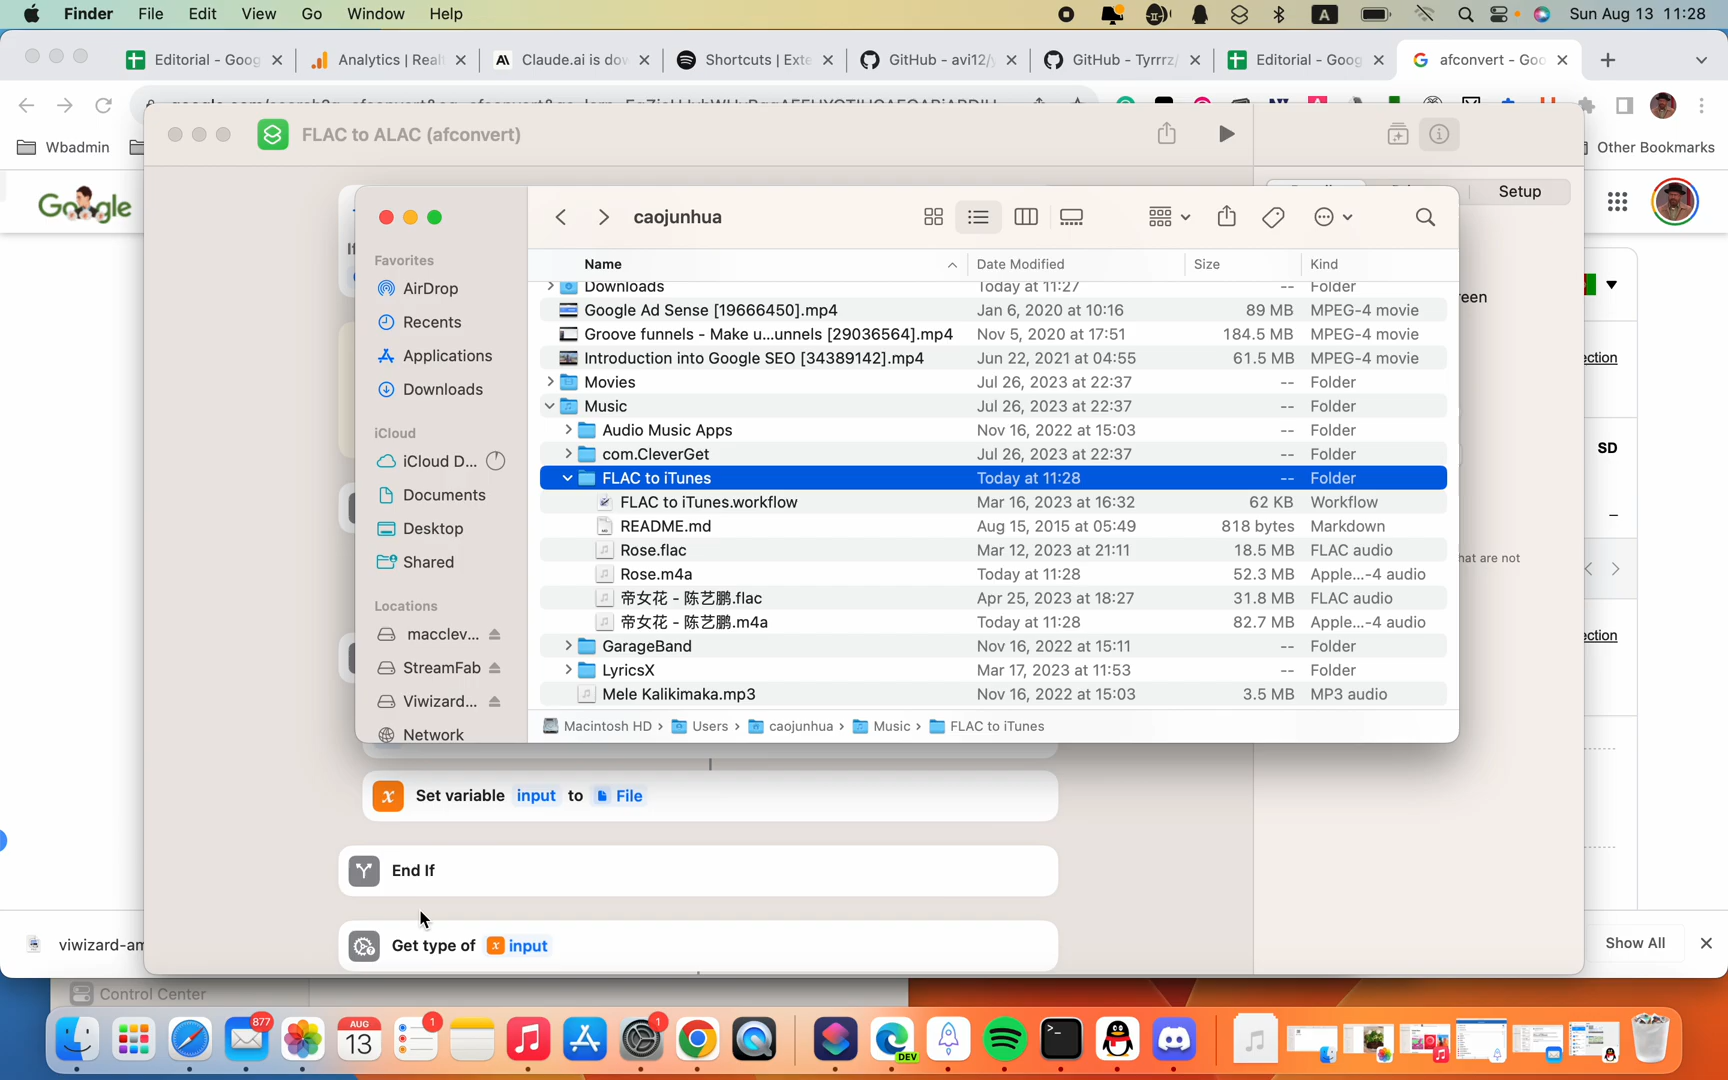 Finder File Edit View Go Window Help
A Sun Aug 13 11:28
Editorial - Goog
Analytics | Real
Claude.ai is do
Shortcuts | Exte
GitHub - avi12/
GitHub - Tyrrrz/
Editorial - Goog
afconvert - Goo
Wbadmin
Other Bookmarks
FLAC to ALAC (afconvert)
Setup
Google
caojunhua
Favorites
AirDrop
Recents
Applications
Downloads
iCloud
iCloud D...
Documents
Desktop
Shared
Locations
macclev...
StreamFab
Viwizard...
Network
Name Date Modified Size Kind
Downloads Today at 11:27 -- Folder
Google Ad Sense [19666450].mp4 Jan 6, 2020 at 10:16 89 MB MPEG-4 movie
Groove funnels - Make u...unnels [29036564].mp4 Nov 5, 2020 at 17:51 184.5 MB MPEG-4 movie
Introduction into Google SEO [34389142].mp4 Jun 22, 2021 at 04:55 61.5 MB MPEG-4 movie
Movies Jul 26, 2023 at 22:37 -- Folder
Music Jul 26, 2023 at 22:37 -- Folder
Audio Music Apps Nov 16, 2022 at 15:03 -- Folder
com.CleverGet Jul 26, 2023 at 22:37 -- Folder
FLAC to iTunes Today at 11:28 -- Folder
FLAC to iTunes.workflow Mar 16, 2023 at 16:32 62 KB Workflow
README.md Aug 15, 2015 at 05:49 818 bytes Markdown
Rose.flac Mar 12, 2023 at 21:11 18.5 MB FLAC audio
Rose.m4a Today at 11:28 52.3 MB Apple...-4 audio
帝女花 - 陈艺鹏.flac Apr 25, 2023 at 18:27 31.8 MB FLAC audio
帝女花 - 陈艺鹏.m4a Today at 11:28 82.7 MB Apple...-4 audio
GarageBand Nov 16, 2022 at 15:11 -- Folder
LyricsX Mar 17, 2023 at 11:53 -- Folder
Mele Kalikimaka.mp3 Nov 16, 2022 at 15:03 3.5 MB MP3 audio
Macintosh HD › Users › caojunhua › Music › FLAC to iTunes
reen
ection
SD
hat are not
ection
Set variable input to File
End If
Get type of input
viwizard-am
Show All
Control Center
877
AUG
13
1
1
DEV